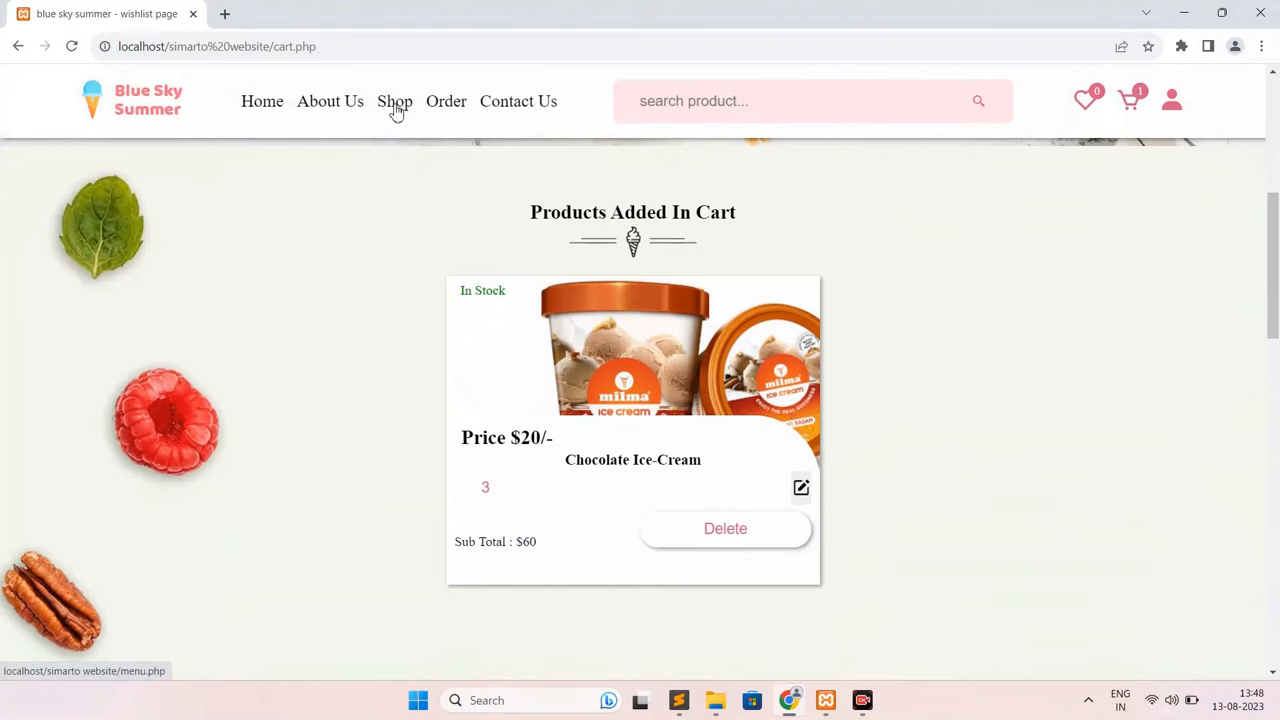 blue sky summer - wishlist page
localhost/simarto%20website/cart.php
Blue Sky
Summer
Home
About Us
Shop
Order
Contact Us
search product...
0
1
Products Added In Cart
In Stock
milma
ice cream
milma
ICE CREAM
Price $20/-
Chocolate Ice-Cream
3
Delete
Sub Total : $60
localhost/simarto website/menu.php
Search
ENG
IN
13:48
13-08-2023